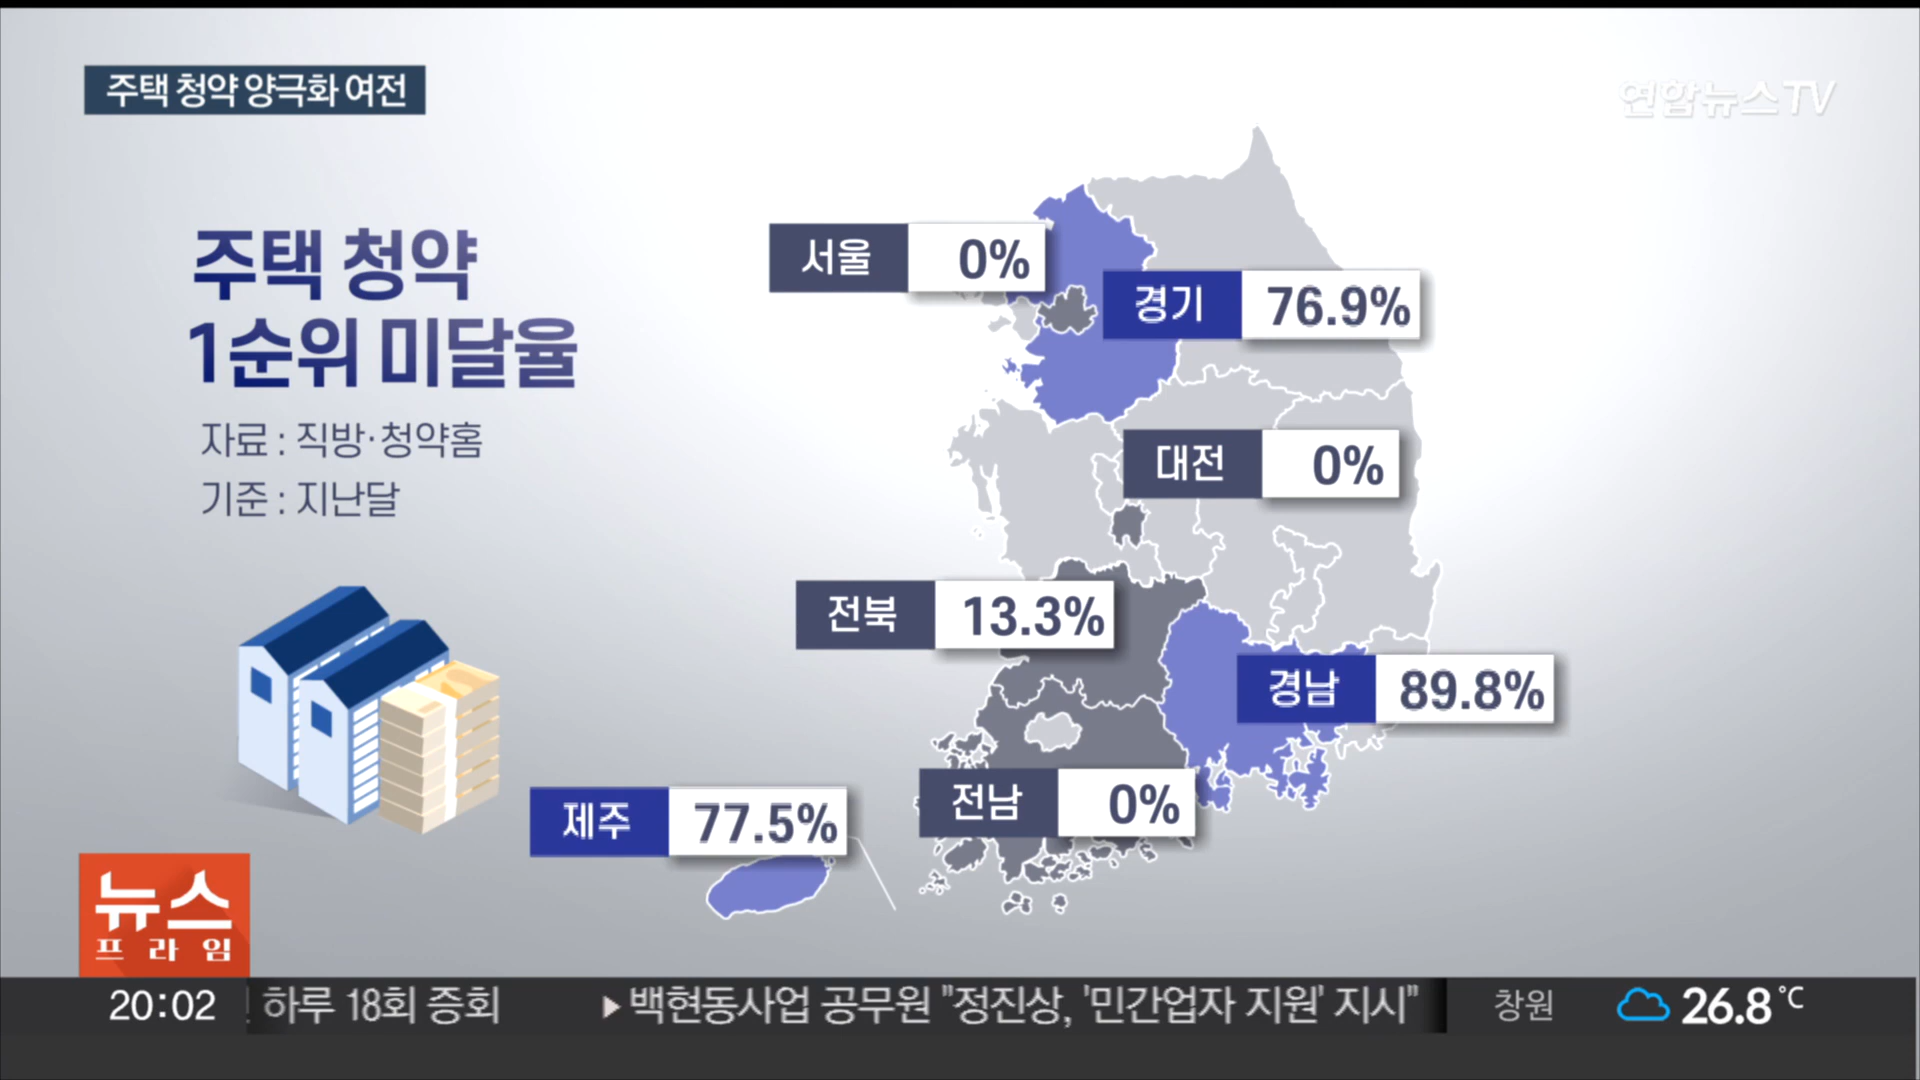 주택 청약 양극화 여전
연합뉴스TV
주택 청약
1순위 미달율
자료 : 직방·청약홈
기준 : 지난달
서울 0%
경기 76.9%
대전 0%
전북 13.3%
경남 89.8%
전남 0%
제주 77.5%
뉴스
프라임
20:02 하루 18회 증회 ▶백현동사업 공무원 "정진상, '민간업자 지원' 지시" 창원 26.8℃